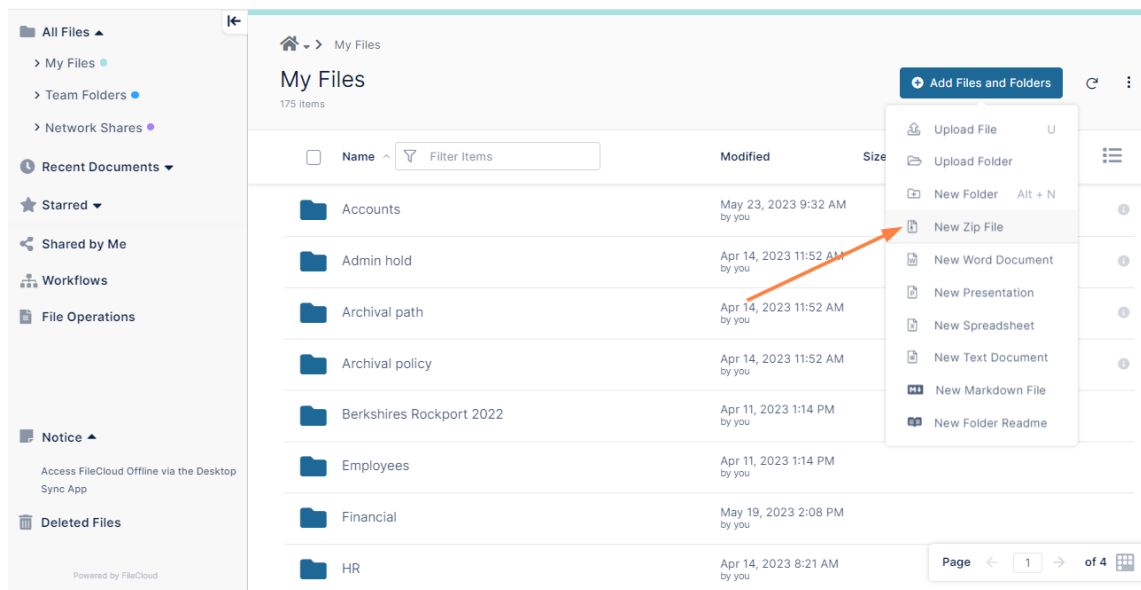 All Files
My Files
Team Folders
Network Shares
Recent Documents
Starred
Shared by Me
Workflows
File Operations
Notice
Access FileCloud Offline via the Desktop
Sync App
Deleted Files
Powered by FileCloud
My Files
My Files
175 items
Add Files and Folders
Upload File U
Upload Folder
New Folder Alt + N
New Zip File
New Word Document
New Presentation
New Spreadsheet
New Text Document
New Markdown File
New Folder Readme
Name Filter Items Modified Size
Accounts May 23, 2023 9:32 AM
by you
Admin hold Apr 14, 2023 11:52 AM
by you
Archival path Apr 14, 2023 11:52 AM
by you
Archival policy Apr 14, 2023 11:52 AM
by you
Berkshires Rockport 2022 Apr 11, 2023 1:14 PM
by you
Employees Apr 11, 2023 1:14 PM
by you
Financial May 19, 2023 2:08 PM
by you
HR Apr 14, 2023 8:21 AM
by you
Page 1 of 4